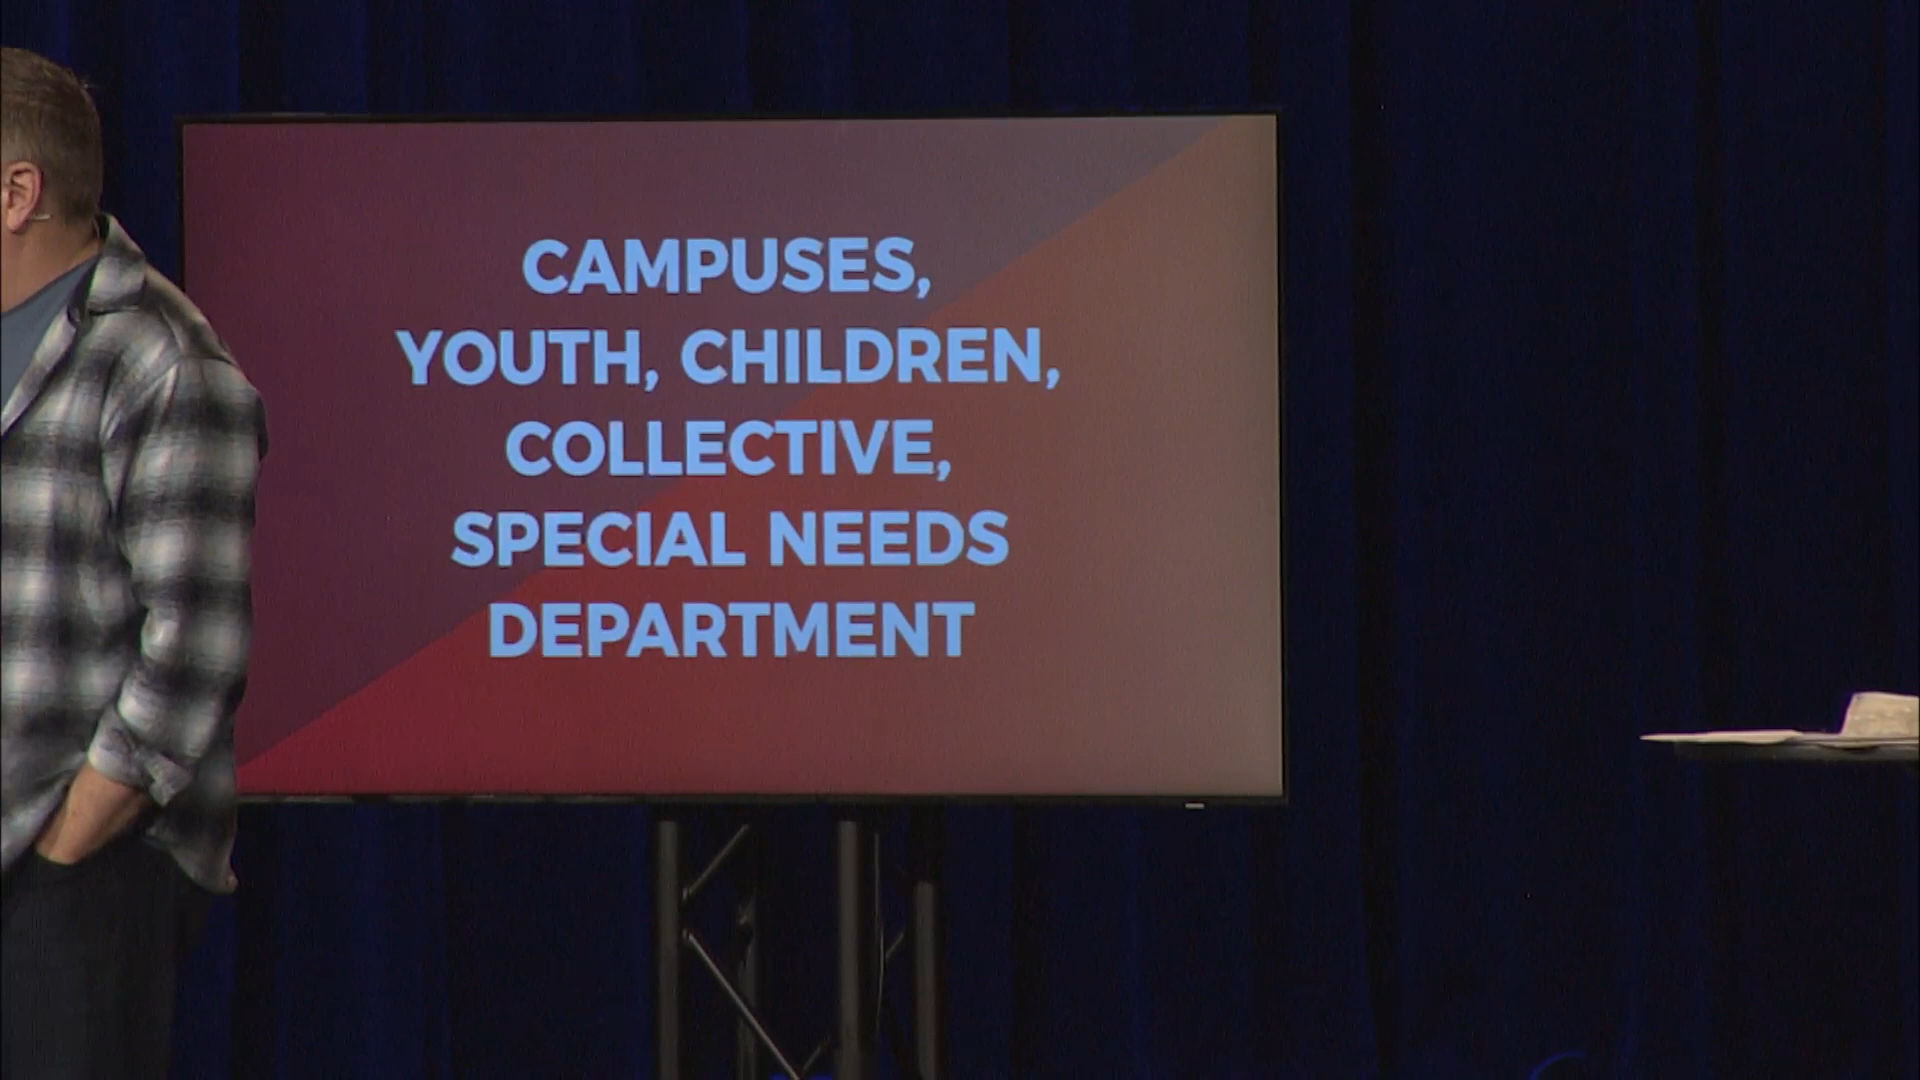 CAMPUSES,
YOUTH, CHILDREN,
COLLECTIVE,
SPECIAL NEEDS
DEPARTMENT